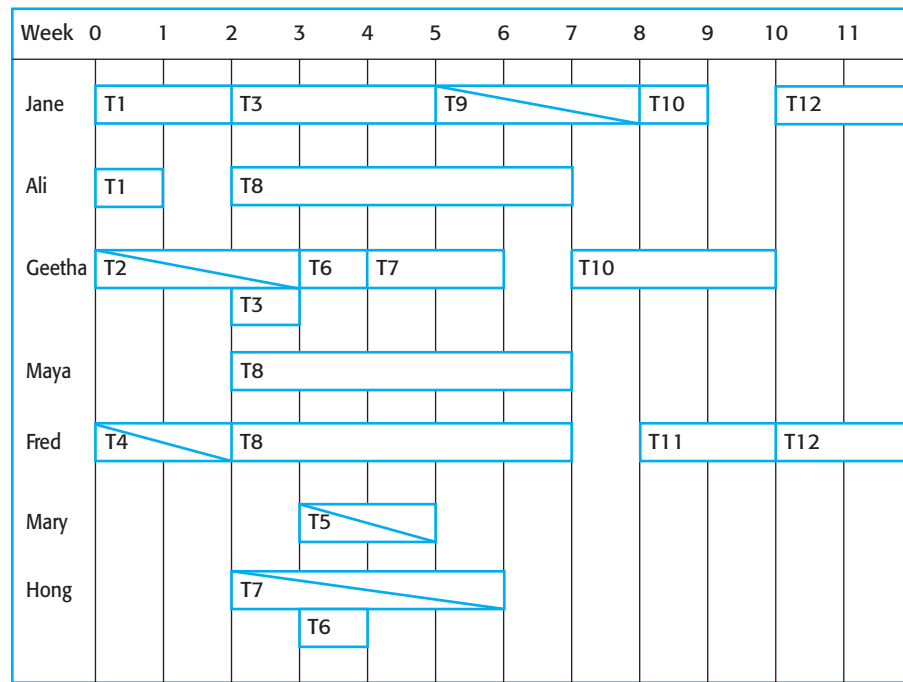 Week 0 1 2 3 4 5 6 7 8 9 10 11
Jane T1 T3 T9 T10 T12
Ali T1 T8
Geetha T2 T6 T7 T10
T3
Maya T8
Fred T4 T8 T11 T12
Mary T5
Hong T7
T6